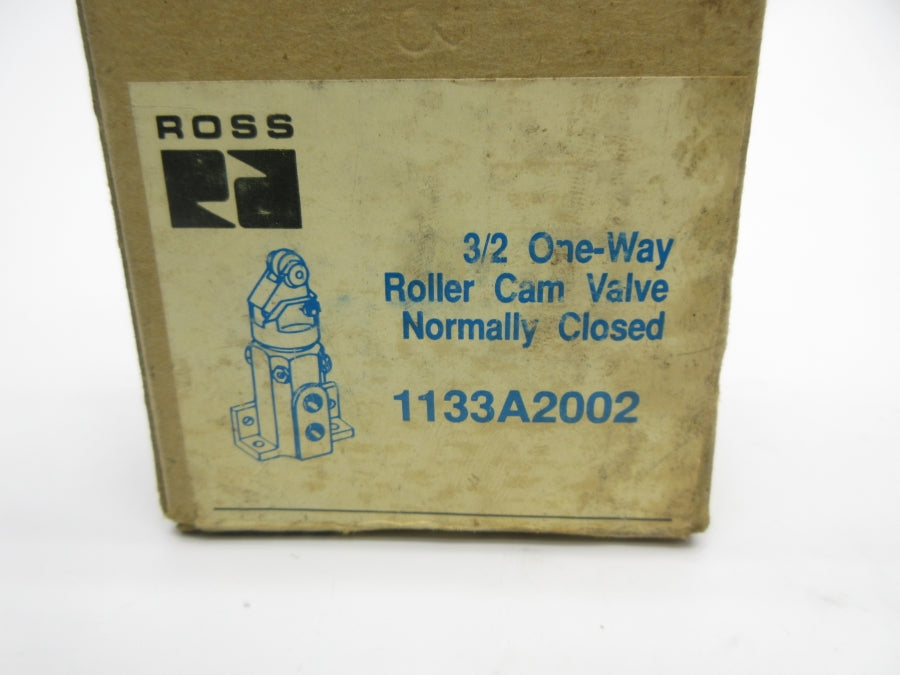 ROSS
3/2 One-Way
Roller Cam Valve
Normally Closed
1133A2002